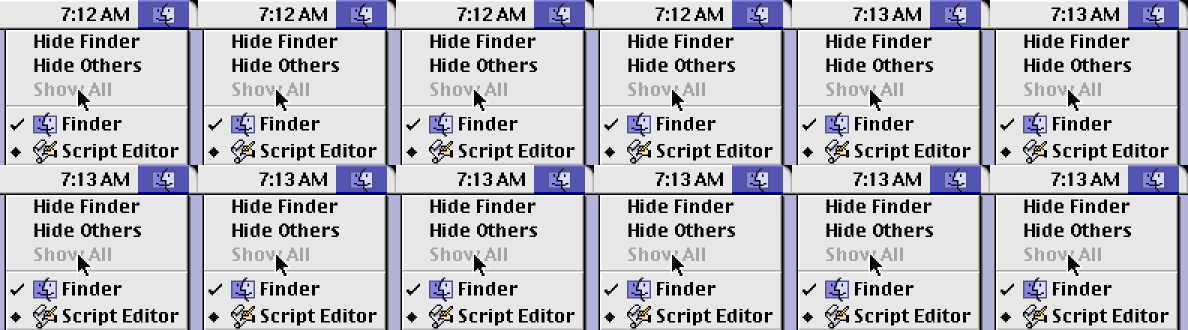 7:12 AM 7:12 AM 7:12 AM 7:12 AM 7:13 AM 7:13 AM
Hide Finder Hide Finder Hide Finder Hide Finder Hide Finder Hide Finder
Hide Others Hide Others Hide Others Hide Others Hide Others Hide Others
Show All Show All Show All Show All Show All Show All
Finder Finder Finder Finder Finder Finder
Script Editor Script Editor Script Editor Script Editor Script Editor Script Editor
7:13 AM 7:13 AM 7:13 AM 7:13 AM 7:13 AM 7:13 AM
Hide Finder Hide Finder Hide Finder Hide Finder Hide Finder Hide Finder
Hide Others Hide Others Hide Others Hide Others Hide Others Hide Others
Show All Show All Show All Show All Show All Show All
Finder Finder Finder Finder Finder Finder
Script Editor Script Editor Script Editor Script Editor Script Editor Script Editor